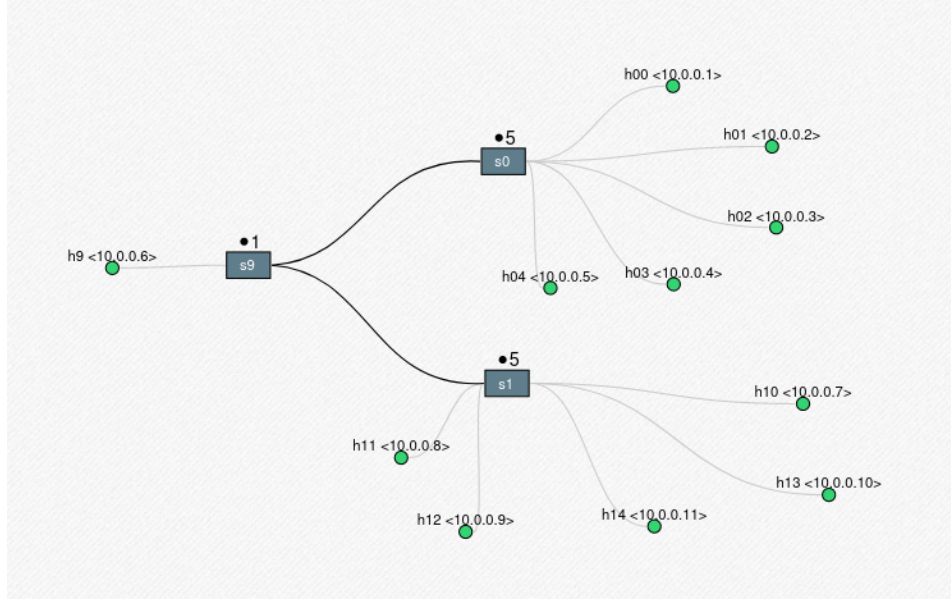 h00 <10.0.0.1>
h01 <10.0.0.2>
•5
s0
h02 <10.0.0.3>
•1
h9 <10.0.0.6>
s9
h04 <10.0.0.5>
h03 <10.0.0.4>
•5
s1
h10 <10.0.0.7>
h11 <10.0.0.8>
h13 <10.0.0.10>
h12 <10.0.0.9>
h14 <10.0.0.11>